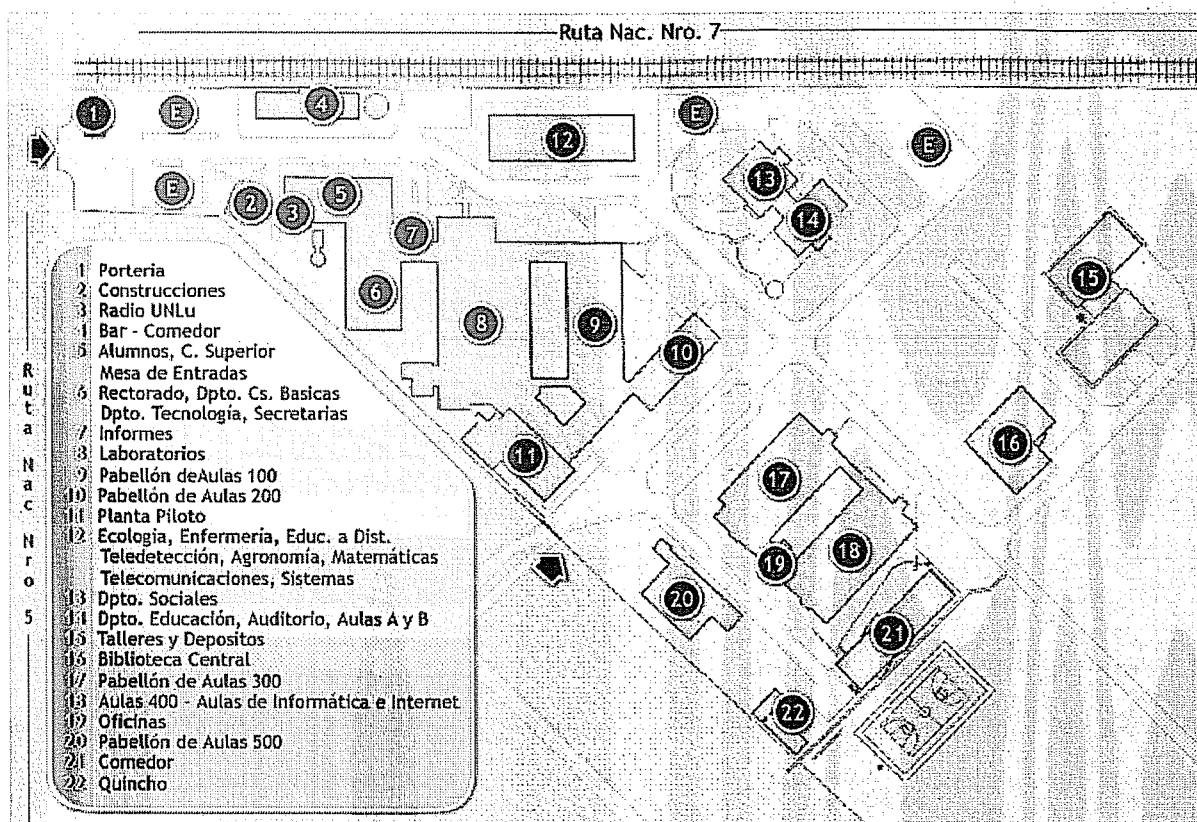 Ruta Nac. Nro. 7
1
E
4
E
12
E
13
E
2
3
5
14
7
15
6
8
9
10
16
11
17
18
19
20
21
22
Ruta Nac Nro 5
1 Porteria
2 Construcciones
3 Radio UNLu
4 Bar - Comedor
5 Alumnos, C. Superior
Mesa de Entradas
6 Rectorado, Dpto. Cs. Basicas
Dpto. Tecnología, Secretarias
7 Informes
8 Laboratorios
9 Pabellón deAulas 100
10 Pabellón de Aulas 200
11 Planta Piloto
12 Ecologia, Enfermeria, Educ. a Dist.
Teledetección, Agronomía, Matemáticas
Telecomunicaciones, Sistemas
13 Dpto. Sociales
14 Dpto. Educación, Auditorio, Aulas A y B
15 Talleres y Depositos
16 Biblioteca Central
17 Pabellón de Aulas 300
18 Aulas 400 - Aulas de Informática e Internet
19 Oficinas
20 Pabellón de Aulas 500
21 Comedor
22 Quincho